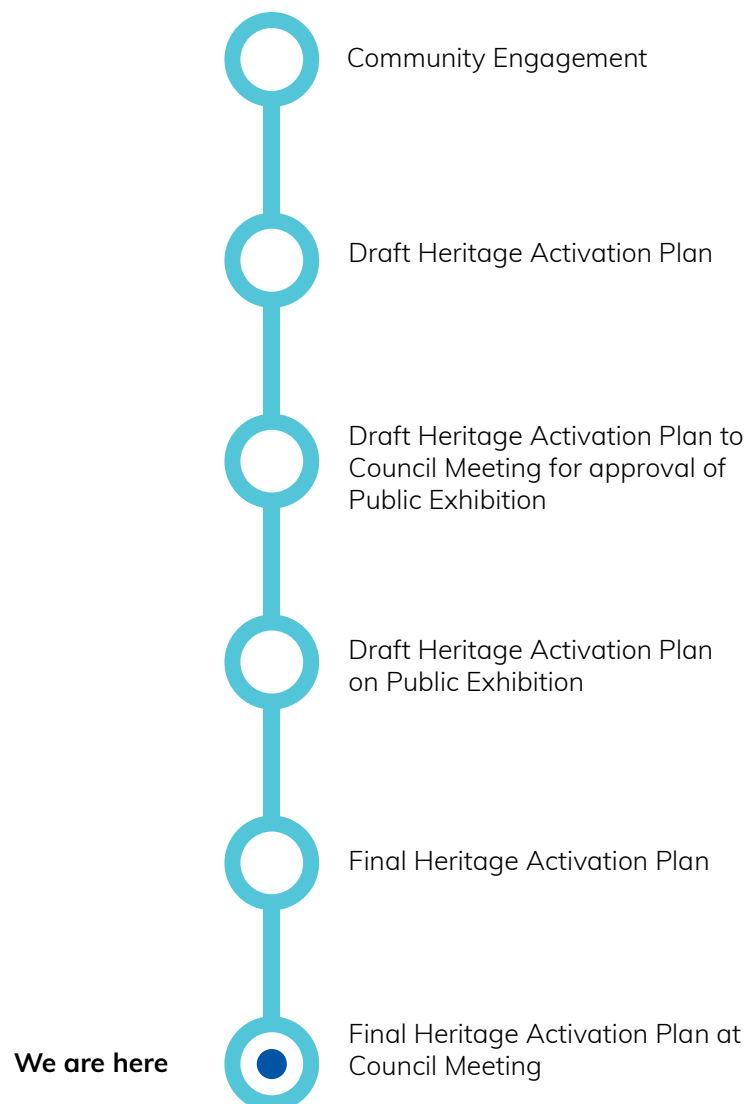 Community Engagement
Draft Heritage Activation Plan
Draft Heritage Activation Plan to
Council Meeting for approval of
Public Exhibition
Draft Heritage Activation Plan
on Public Exhibition
Final Heritage Activation Plan
We are here
Final Heritage Activation Plan at
Council Meeting